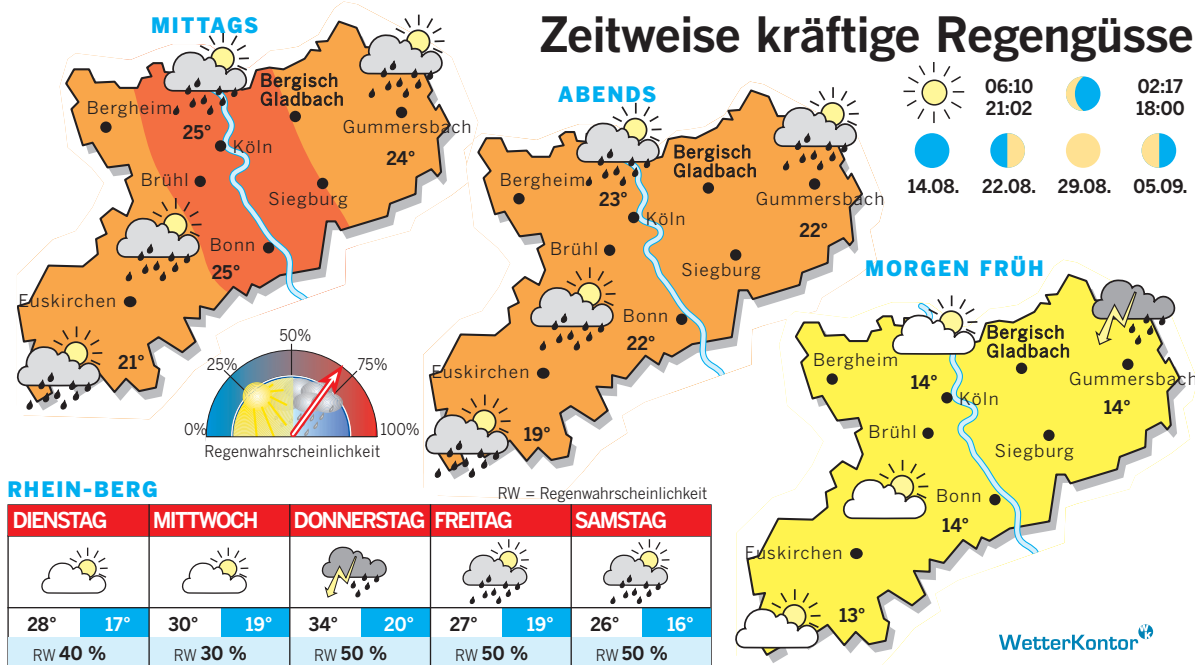 Zeitweise kräftige Regengüsse
06:10
21:02
02:17
18:00
14.08.
22.08.
29.08.
05.09.
MITTAGS
Bergisch
Gladbach
Bergheim
Gummersbach
25°
Köln
24°
Brühl
Siegburg
Bonn
25°
Euskirchen
21°
ABENDS
Bergisch
Gladbach
Bergheim
Gummersbach
23°
Köln
22°
Brühl
Siegburg
Bonn
22°
Euskirchen
19°
MORGEN FRÜH
Bergisch
Gladbach
Bergheim
Gummersbach
14°
Köln
14°
Brühl
Siegburg
Bonn
14°
Euskirchen
13°
0%
25%
50%
75%
100%
Regenwahrscheinlichkeit
RHEIN-BERG
RW = Regenwahrscheinlichkeit
DIENSTAG MITTWOCH DONNERSTAG FREITAG SAMSTAG
28° 17° 30° 19° 34° 20° 27° 19° 26° 16°
RW 40 % RW 30 % RW 50 % RW 50 % RW 50 %
WetterKontor